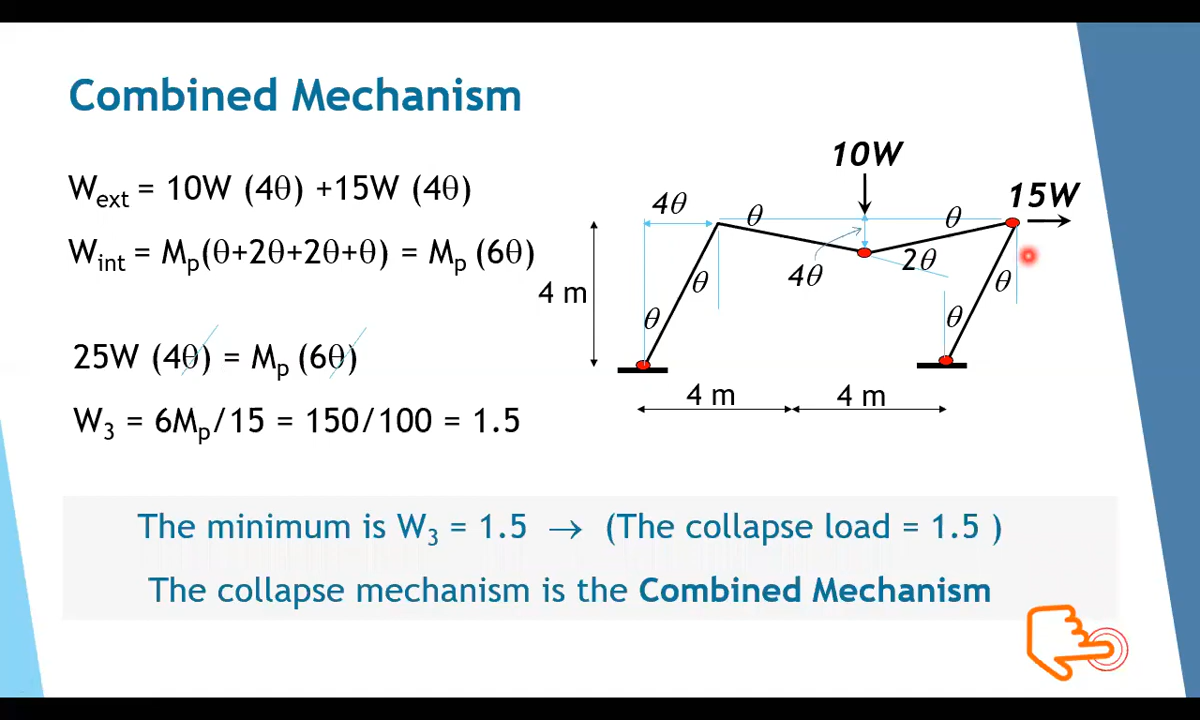 Combined Mechanism
W_ext = 10W (4θ) +15W (4θ)
W_int = M_p(θ+2θ+2θ+θ) = M_p (6θ)
25W (4θ) = M_p (6θ)
W_3 = 6M_p/15 = 150/100 = 1.5
10W
15W
4θ
θ
θ
4θ
2θ
θ
θ
4 m
θ
θ
4 m
4 m
The minimum is W_3 = 1.5 → (The collapse load = 1.5 )
The collapse mechanism is the Combined Mechanism